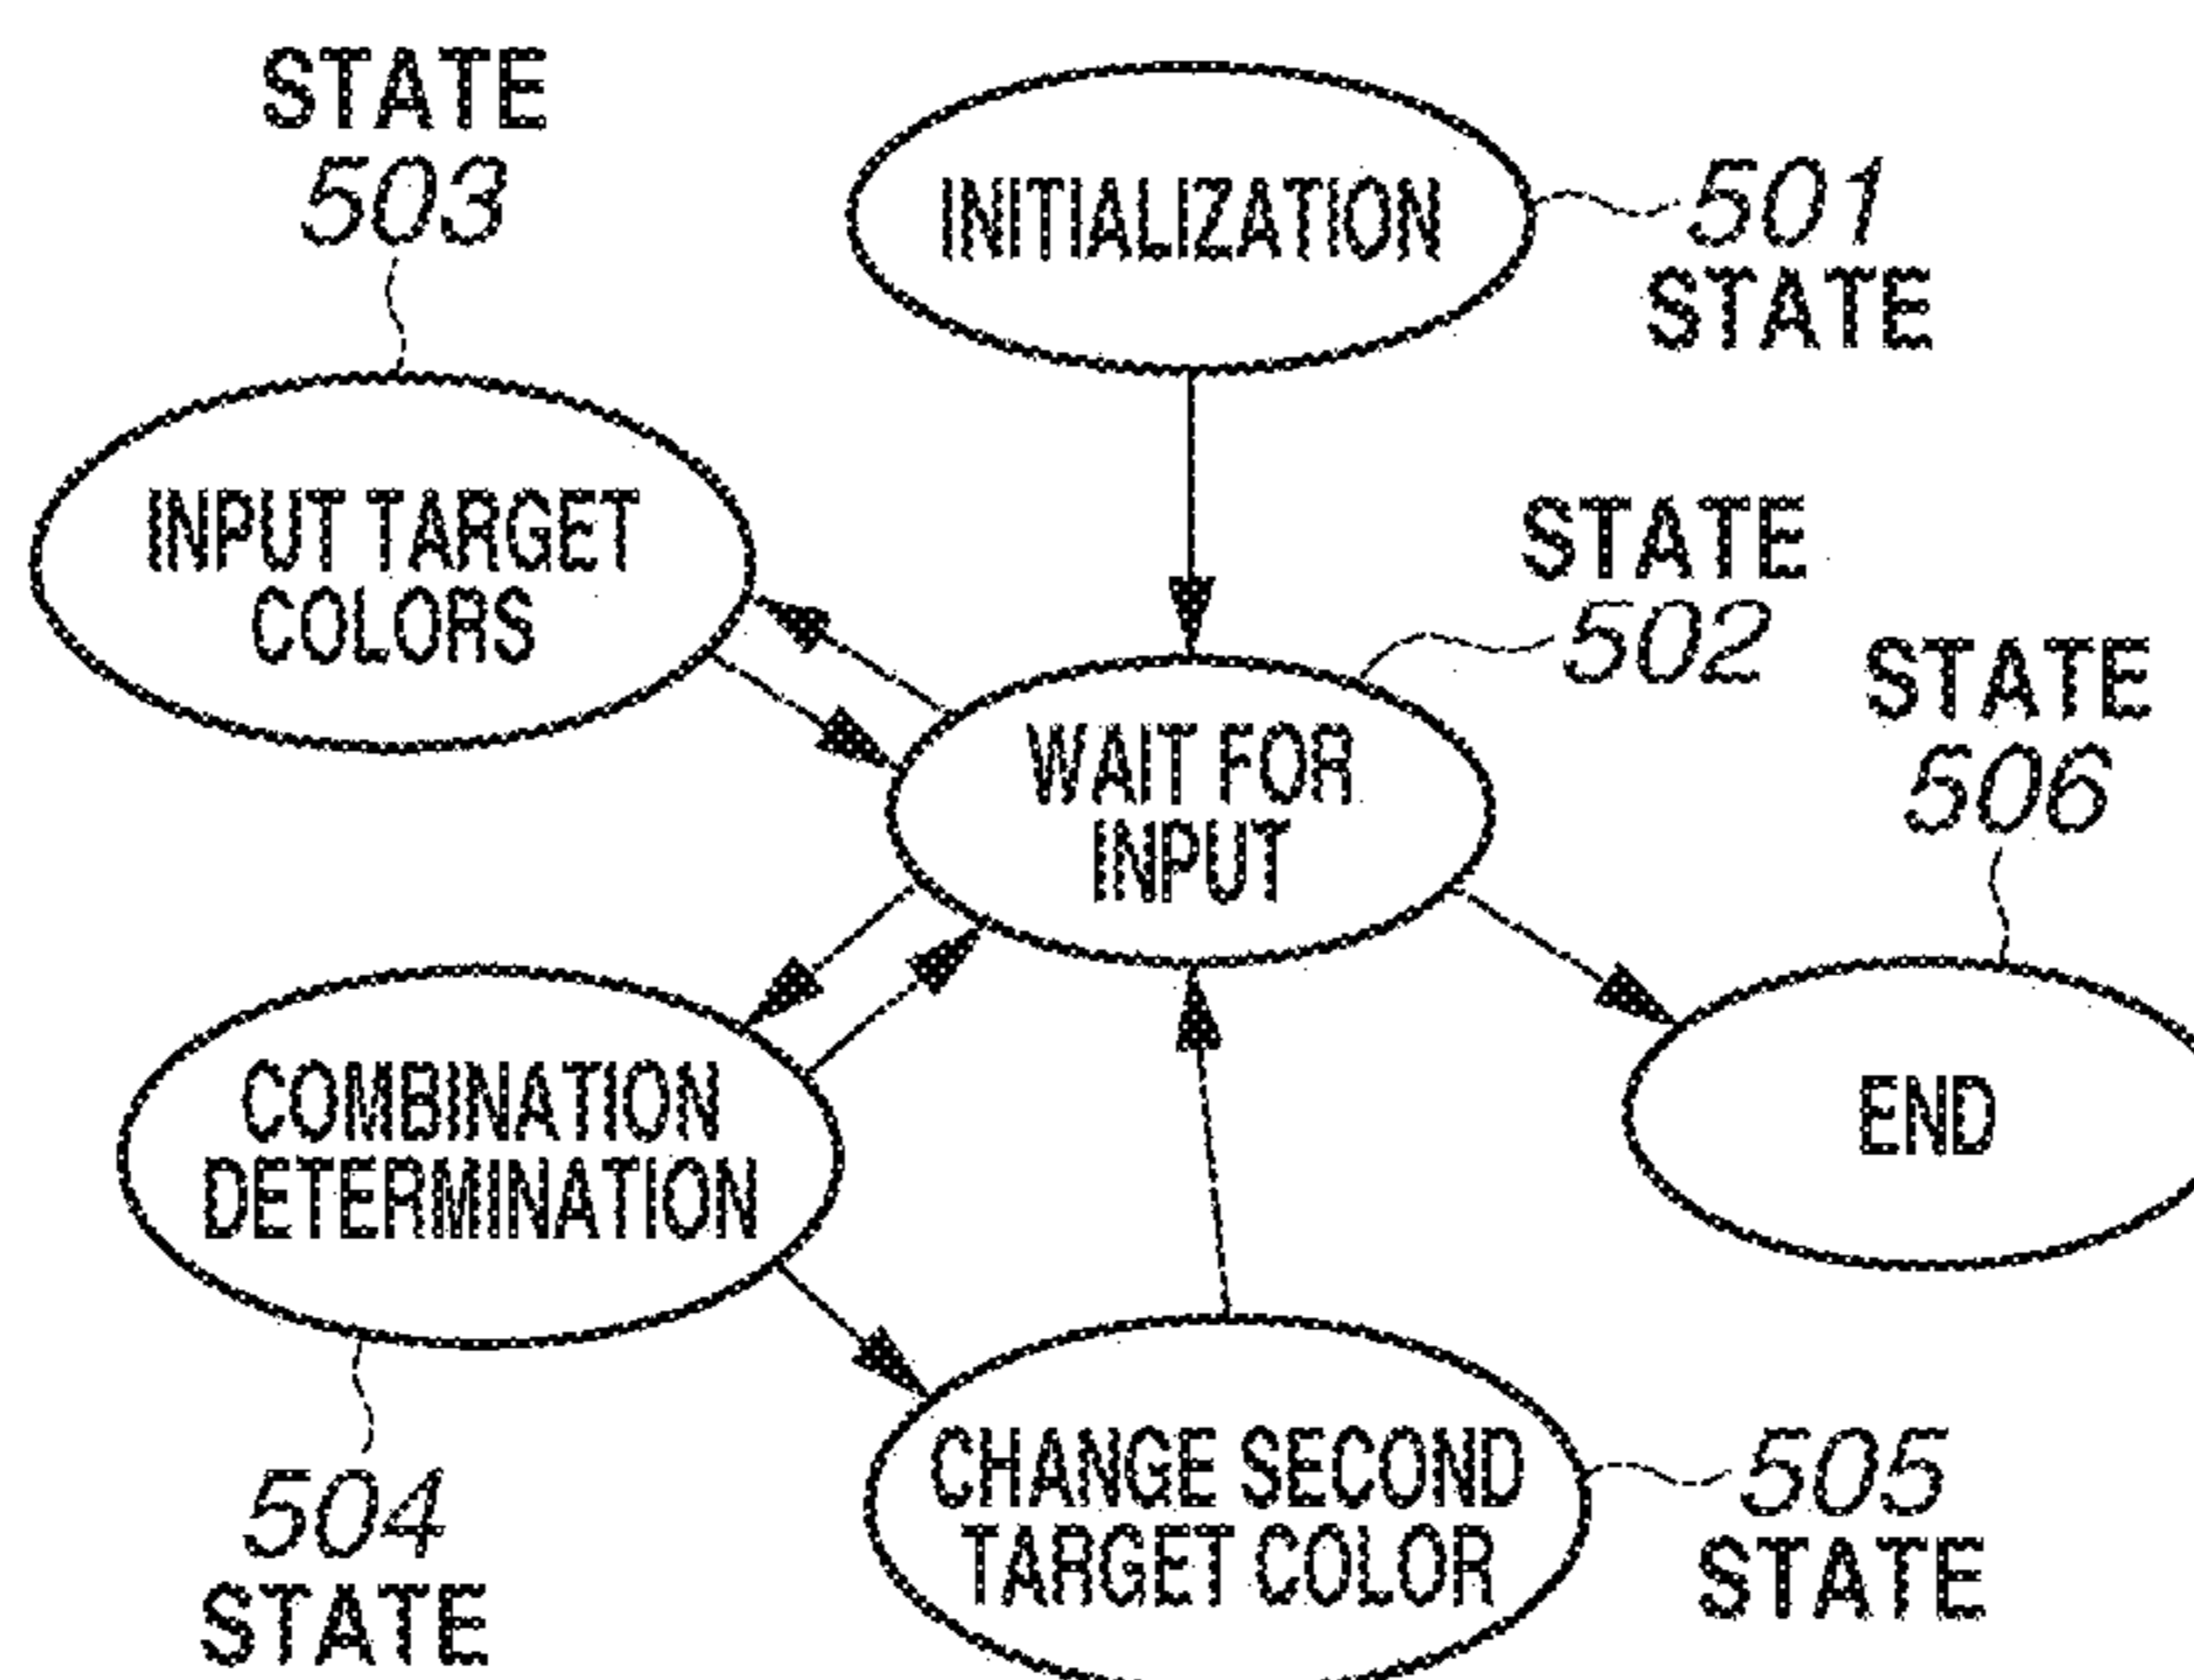 STATE
503
INITIALIZATION
501
STATE
INPUT TARGET
COLORS
STATE
502
WAIT FOR
INPUT
STATE
506
COMBINATION
DETERMINATION
END
504
STATE
CHANGE SECOND
TARGET COLOR
505
STATE